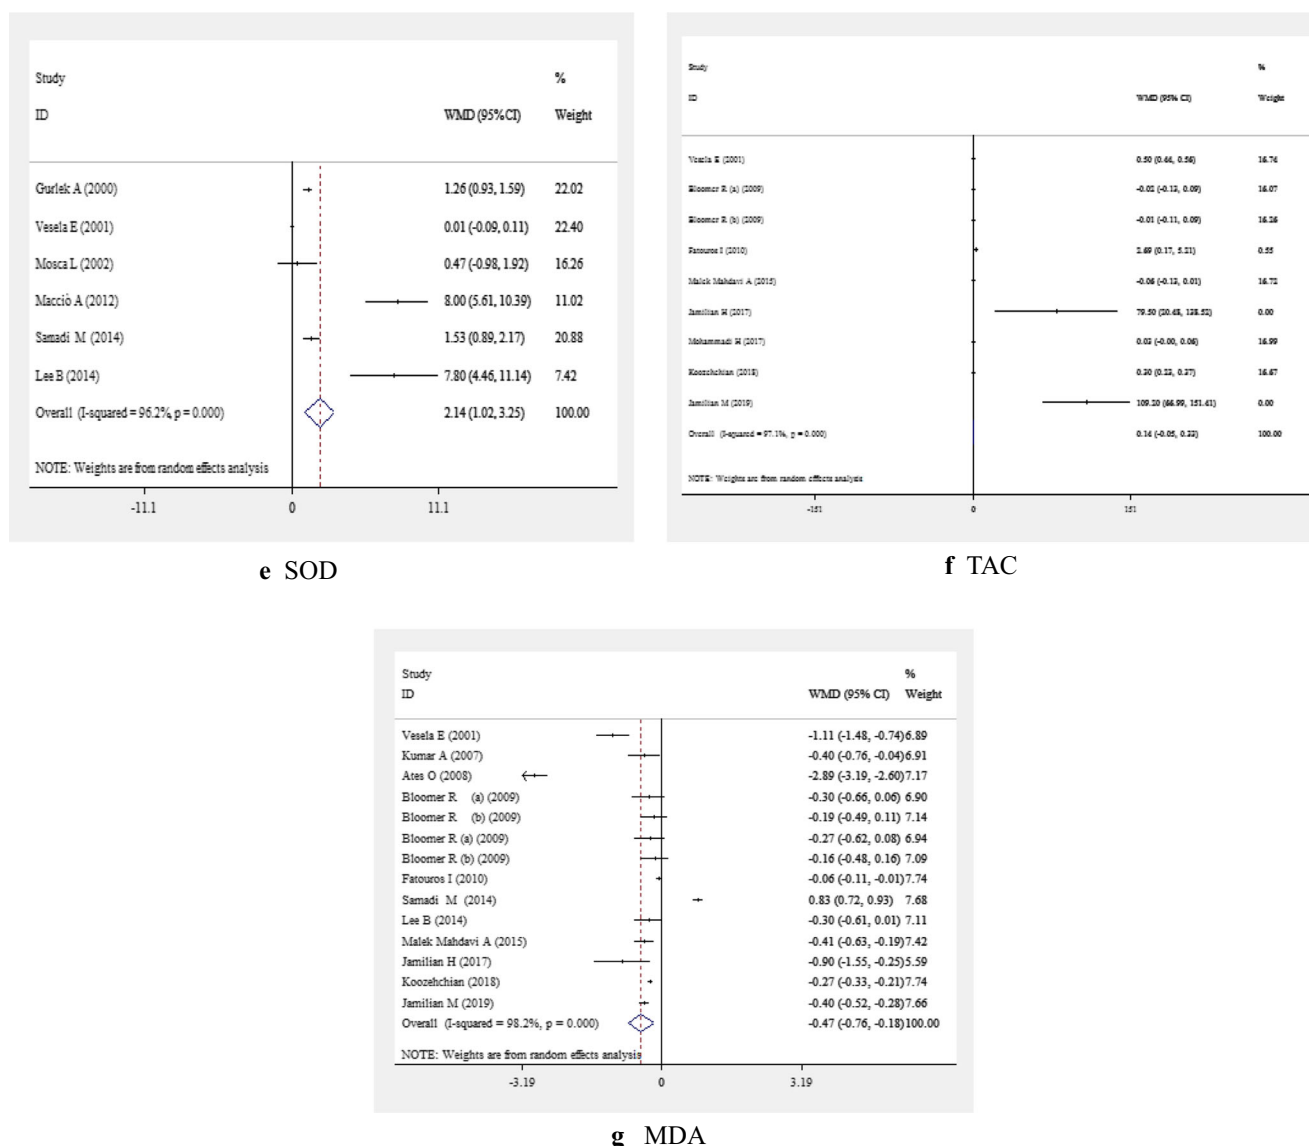 Study %
ID WMD (95%CI) Weight
Gurlek A (2000) 1.26 (0.93, 1.59) 22.02
Vesela E (2001) 0.01 (-0.09, 0.11) 22.40
Mosca L (2002) 0.47 (-0.98, 1.92) 16.26
Macciò A (2012) 8.00 (5.61, 10.39) 11.02
Samadi M (2014) 1.53 (0.89, 2.17) 20.88
Lee B (2014) 7.80 (4.46, 11.14) 7.42
Overall (I-squared = 96.2%, p = 0.000) 2.14 (1.02, 3.25) 100.00
NOTE: Weights are from random effects analysis
-11.1 0 11.1
e SOD
Study %
ID WMD (95% CI) Weight
Vesela E (2001) 0.50 (0.44, 0.56) 16.74
Bloomer R (a) (2009) -0.02 (-0.13, 0.09) 16.07
Bloomer R (b) (2009) -0.01 (-0.11, 0.09) 16.26
Fatouros I (2010) 2.69 (0.17, 5.21) 0.55
Malek Mahdavi A (2015) -0.06 (-0.13, 0.01) 16.72
Jamilian H (2017) 79.50 (20.48, 138.52) 0.00
Mohammadi H (2017) 0.03 (-0.00, 0.06) 16.99
Koozehchian (2018) 0.30 (0.23, 0.37) 16.67
Jamilian M (2019) 109.20 (66.99, 151.41) 0.00
Overall (I-squared = 97.1%, p = 0.000) 0.14 (-0.05, 0.33) 100.00
NOTE: Weights are from random effects analysis
-151 0 151
f TAC
Study %
ID WMD (95% CI) Weight
Vesela E (2001) -1.11 (-1.48, -0.74) 6.89
Kumar A (2007) -0.40 (-0.76, -0.04) 6.91
Ates O (2008) -2.89 (-3.19, -2.60) 7.17
Bloomer R (a) (2009) -0.30 (-0.66, 0.06) 6.90
Bloomer R (b) (2009) -0.19 (-0.49, 0.11) 7.14
Bloomer R (a) (2009) -0.27 (-0.62, 0.08) 6.94
Bloomer R (b) (2009) -0.16 (-0.48, 0.16) 7.09
Fatouros I (2010) -0.06 (-0.11, -0.01) 7.74
Samadi M (2014) 0.83 (0.72, 0.93) 7.68
Lee B (2014) -0.30 (-0.61, 0.01) 7.11
Malek Mahdavi A (2015) -0.41 (-0.63, -0.19) 7.42
Jamilian H (2017) -0.90 (-1.55, -0.25) 5.59
Koozehchian (2018) -0.27 (-0.33, -0.21) 7.74
Jamilian M (2019) -0.40 (-0.52, -0.28) 7.66
Overall (I-squared = 98.2%, p = 0.000) -0.47 (-0.76, -0.18) 100.00
NOTE: Weights are from random effects analysis
-3.19 0 3.19
g MDA